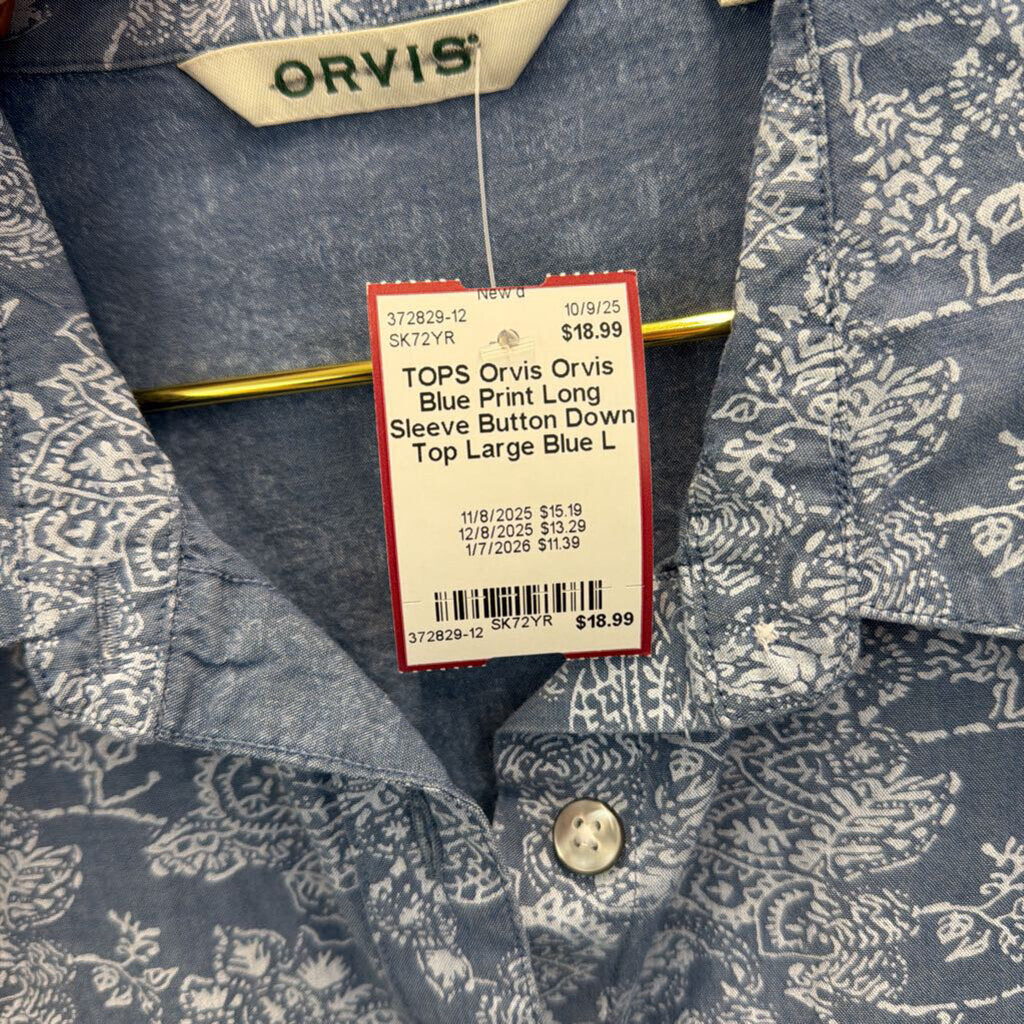 ORVIS
New'd
372829-12 10/9/25
SK72YR $18.99
TOPS Orvis Orvis
Blue Print Long
Sleeve Button Down
Top Large Blue L
11/8/2025 $15.19
12/8/2025 $13.29
1/7/2026 $11.39
372829-12 SK72YR $18.99